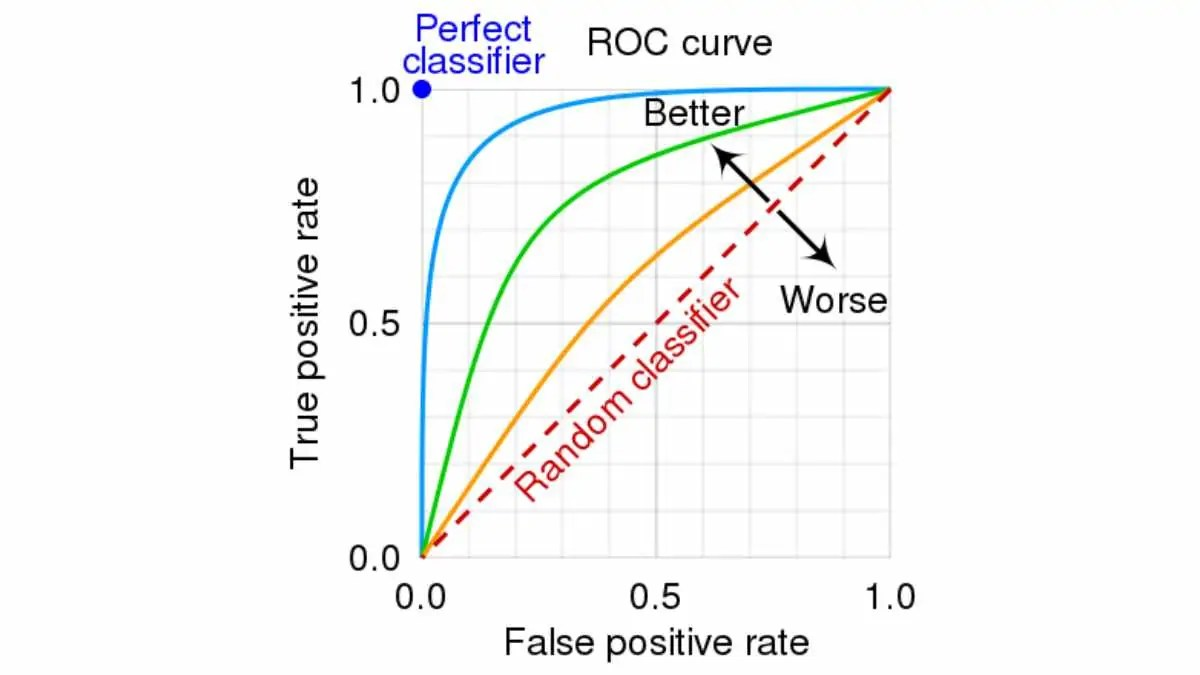 Perfect
classifier
ROC curve
1.0
Better
True positive rate
0.5
Worse
Random classifier
0.0
0.0 0.5 1.0
False positive rate